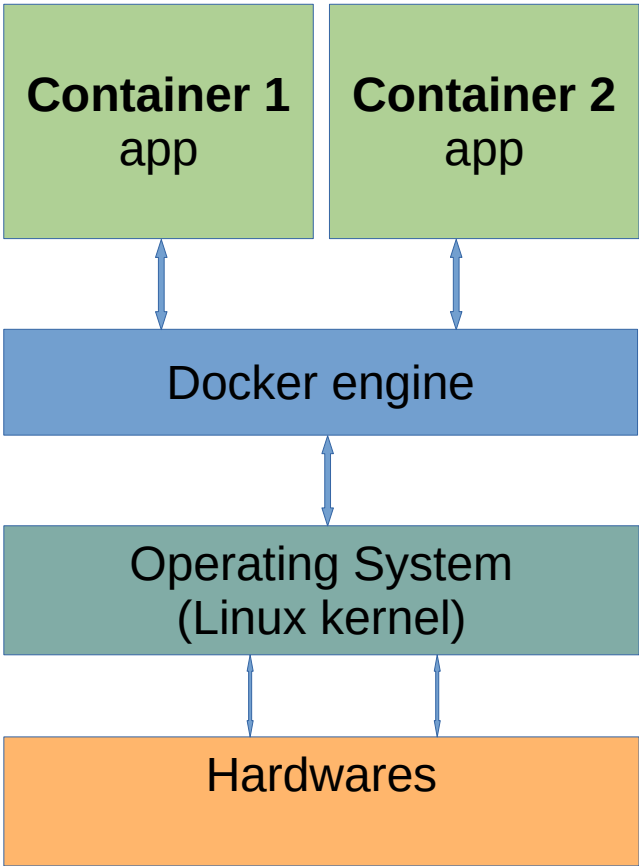 Container 1
app
Container 2
app
Docker engine
Operating System
(Linux kernel)
Hardwares